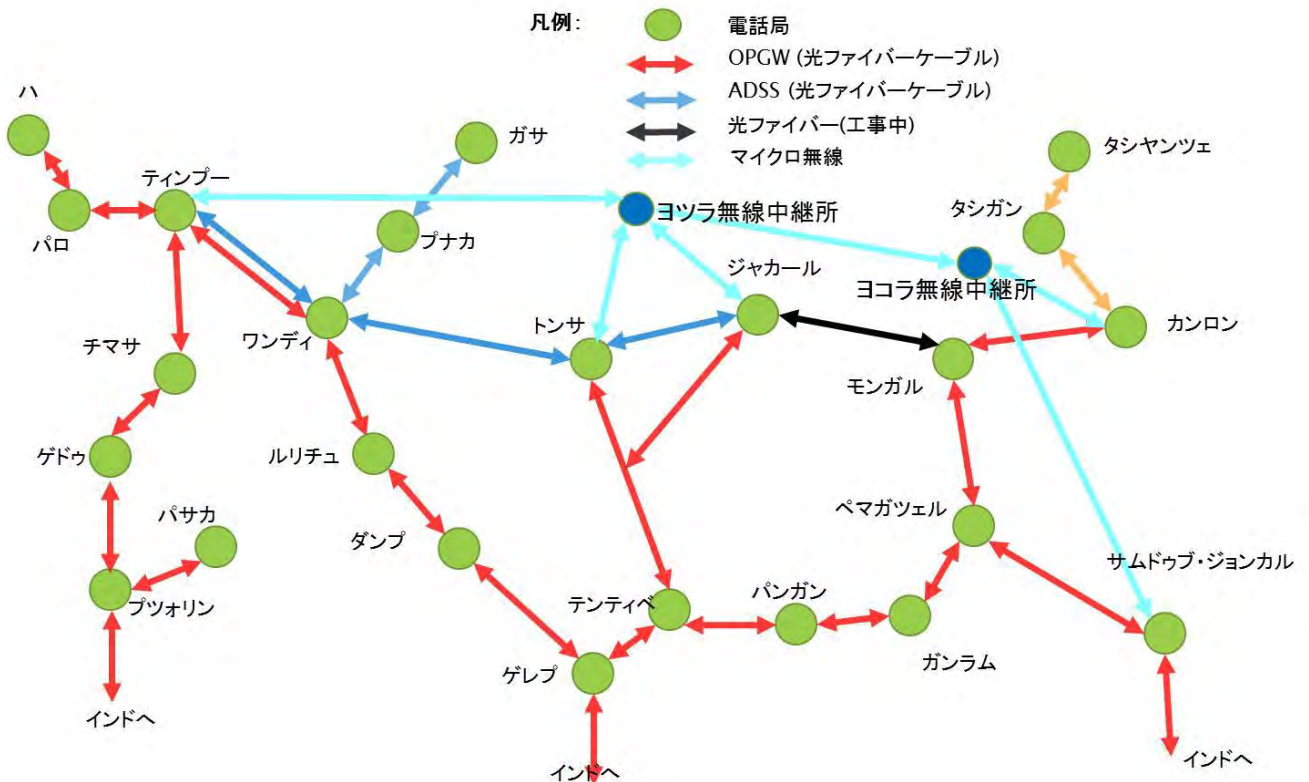 凡例:
電話局
OPGW (光ファイバーケーブル)
ADSS (光ファイバーケーブル)
光ファイバー(工事中)
マイクロ無線
ハ
ガサ
タシヤンツェ
ティンプー
パロ
プナカ
ヨツラ無線中継所
タシガン
ジャカール
ヨコラ無線中継所
カンロン
ワンディ
トンサ
モンガル
チマサ
ゲドゥ
ルリチュ
パサカ
ダンプ
ペマガツェル
サムドゥブ・ジョンカル
プツォリン
テンティベ
パンガン
ガンラム
ゲレプ
インドへ
インドへ
インドへ